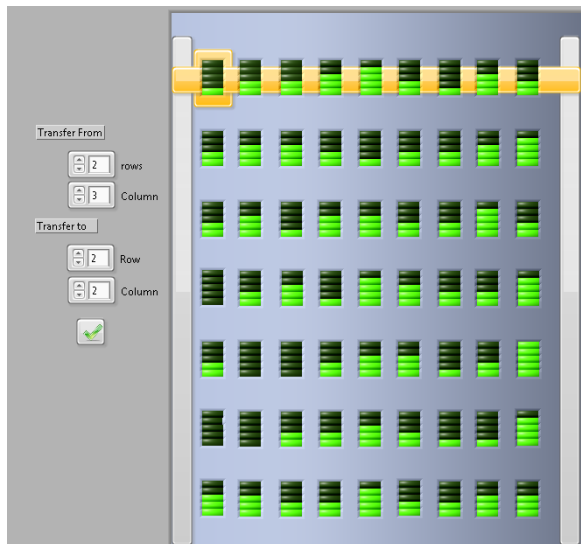 Transfer From
2 rows
3 Column
Transfer to
2 Row
2 Column